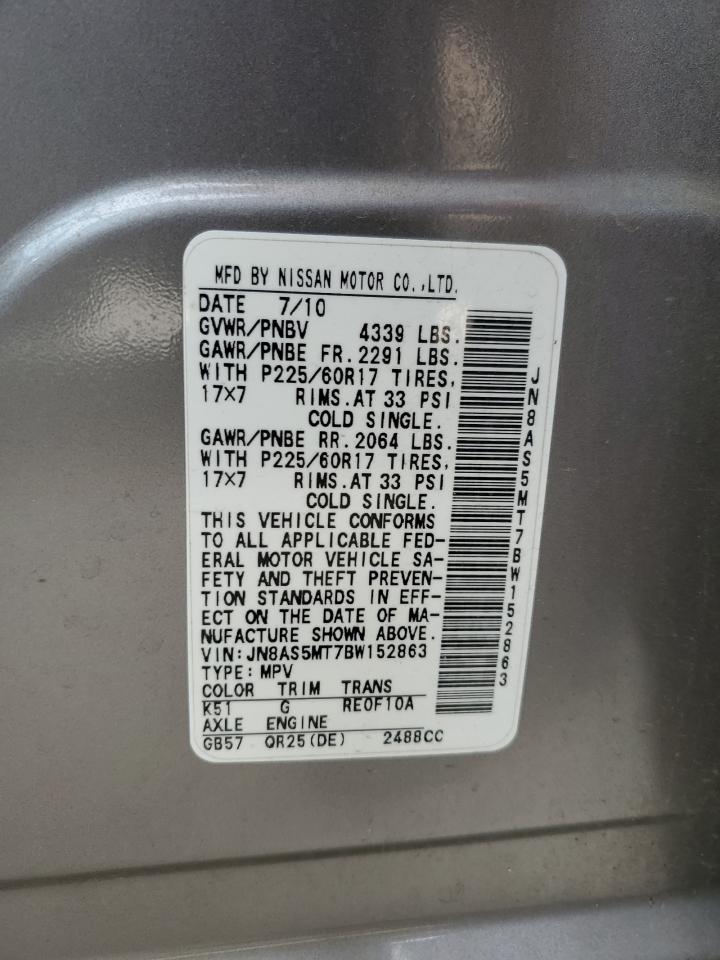 MFD BY NISSAN MOTOR CO.,LTD.
DATE 7/10
GVWR/PNBV 4339 LBS.
GAWR/PNBE FR.2291 LBS.
WITH P225/60R17 TIRES,
17×7 RIMS.AT 33 PSI
COLD SINGLE.
GAWR/PNBE RR.2064 LBS.
WITH P225/60R17 TIRES,
17×7 RIMS.AT 33 PSI
COLD SINGLE.
THIS VEHICLE CONFORMS
TO ALL APPLICABLE FED-
ERAL MOTOR VEHICLE SA-
FETY AND THEFT PREVEN-
TION STANDARDS IN EFF-
ECT ON THE DATE OF MA-
NUFACTURE SHOWN ABOVE.
VIN:JN8AS5MT7BW152863
TYPE:MPV
COLOR TRIM TRANS
K51 G RE0F10A
AXLE ENGINE
GB57 QR25(DE) 2488CC
JN8AS5MT7BW152863